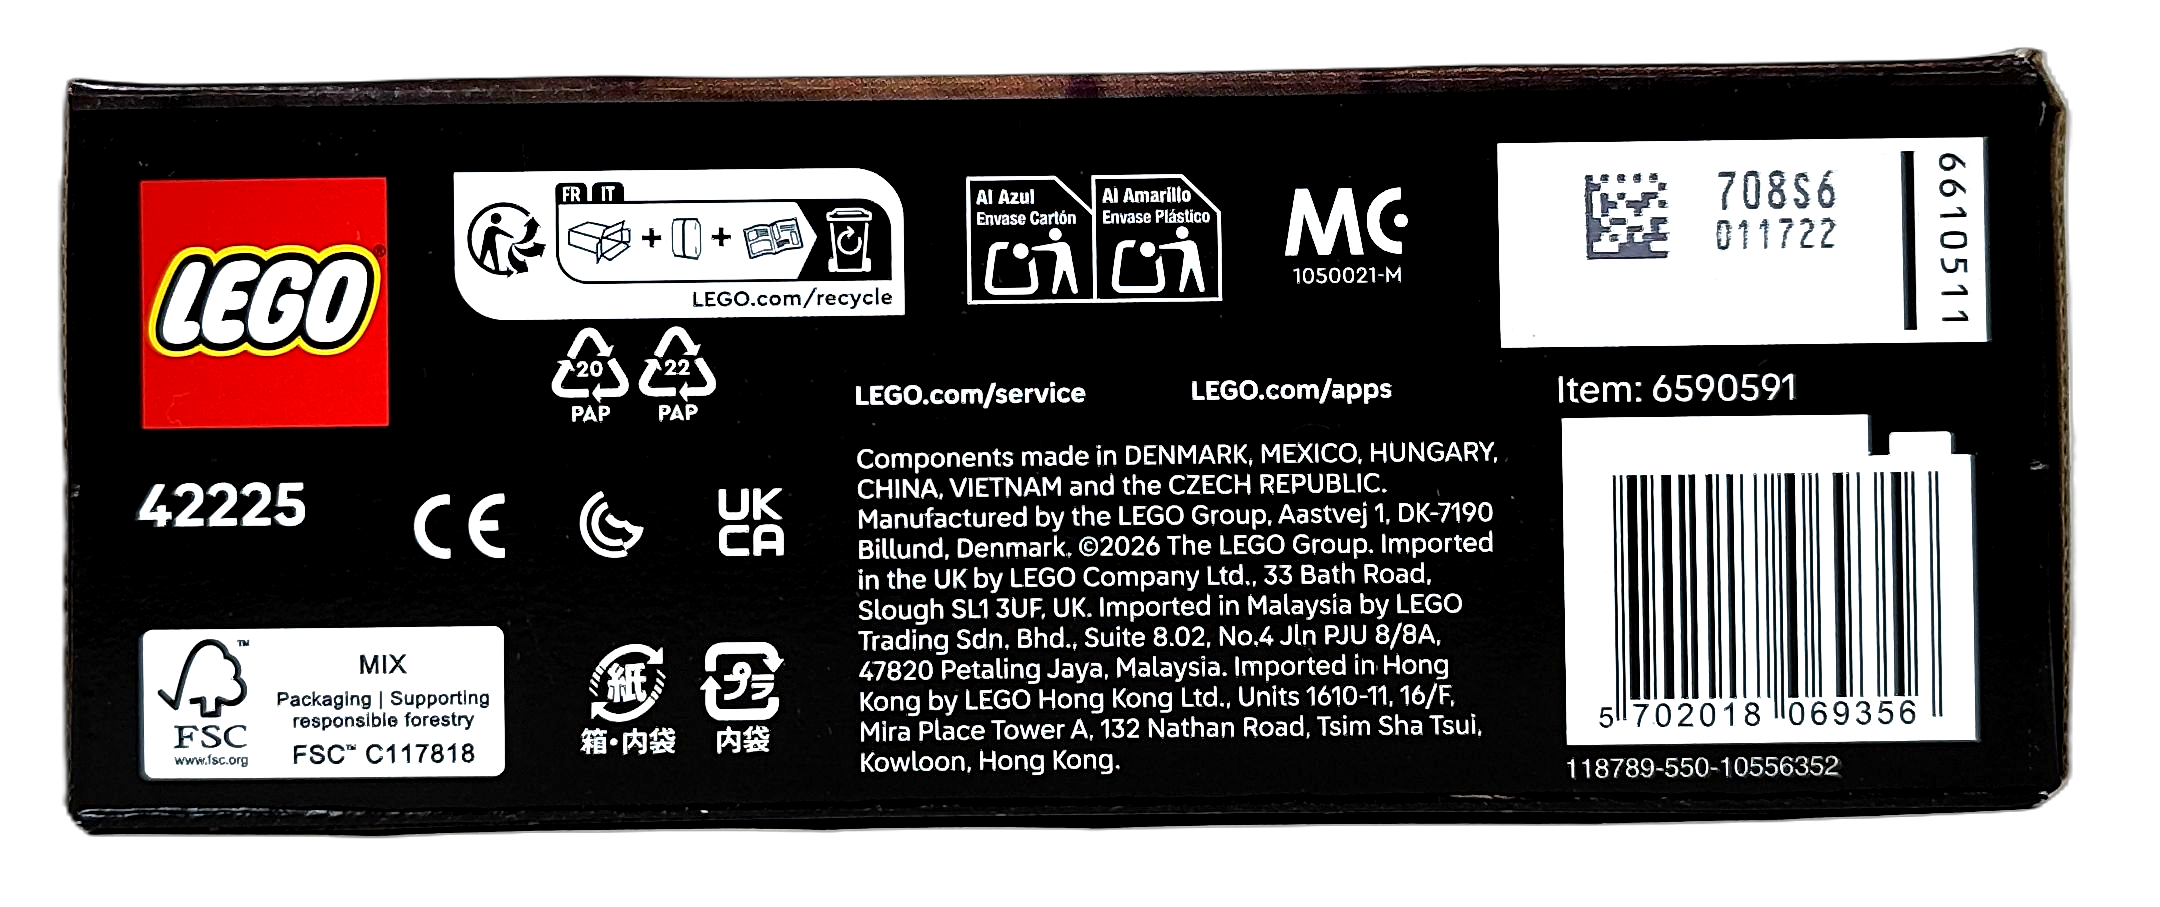 LEGO®
FR IT
LEGO.com/recycle
20
PAP
22
PAP
Al Azul
Envase Cartón
Al Amarillo
Envase Plástico
MC
1050021-M
708S6
011722
6610511
LEGO.com/service
LEGO.com/apps
Item: 6590591
42225
CE
UK
CA
Components made in DENMARK, MEXICO, HUNGARY,
CHINA, VIETNAM and the CZECH REPUBLIC.
Manufactured by the LEGO Group, Aastvej 1, DK-7190
Billund, Denmark. ©2026 The LEGO Group. Imported
in the UK by LEGO Company Ltd., 33 Bath Road,
Slough SL1 3UF, UK. Imported in Malaysia by LEGO
Trading Sdn. Bhd., Suite 8.02, No.4 Jln PJU 8/8A,
47820 Petaling Jaya, Malaysia. Imported in Hong
Kong by LEGO Hong Kong Ltd., Units 1610-11, 16/F,
Mira Place Tower A, 132 Nathan Road, Tsim Sha Tsui,
Kowloon, Hong Kong.
™
FSC
www.fsc.org
MIX
Packaging | Supporting
responsible forestry
FSC™ C117818
紙
箱・内袋
プラ
内袋
5 702018 069356
118789-550-10556352